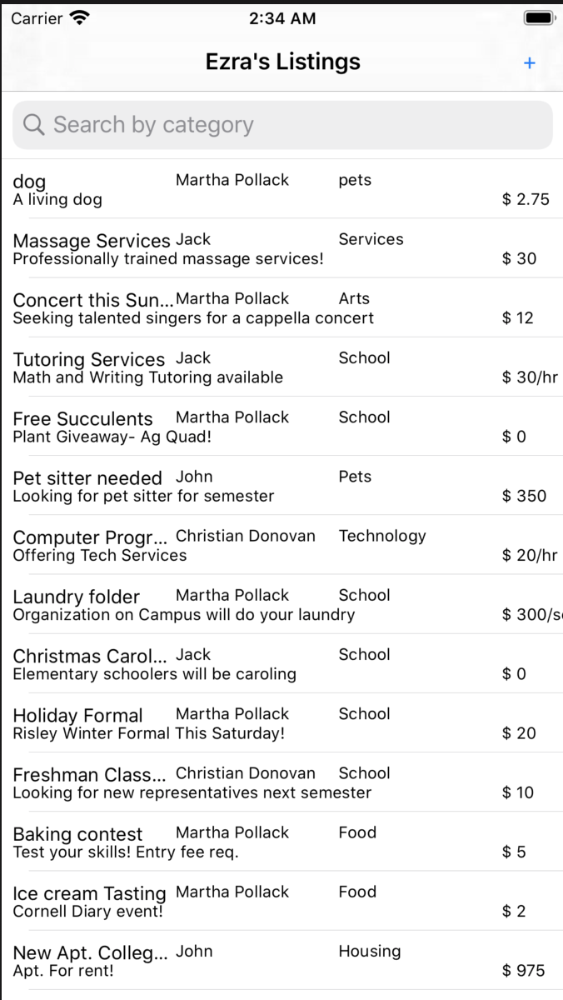 Carrier 2:34 AM
Ezra's Listings +
Search by category
dog Martha Pollack pets
A living dog $ 2.75
Massage Services Jack Services
Professionally trained massage services! $ 30
Concert this Sun... Martha Pollack Arts
Seeking talented singers for a cappella concert $ 12
Tutoring Services Jack School
Math and Writing Tutoring available $ 30/hr
Free Succulents Martha Pollack School
Plant Giveaway- Ag Quad! $ 0
Pet sitter needed John Pets
Looking for pet sitter for semester $ 350
Computer Progr... Christian Donovan Technology
Offering Tech Services $ 20/hr
Laundry folder Martha Pollack School
Organization on Campus will do your laundry $ 300/s
Christmas Carol... Jack School
Elementary schoolers will be caroling $ 0
Holiday Formal Martha Pollack School
Risley Winter Formal This Saturday! $ 20
Freshman Class... Christian Donovan School
Looking for new representatives next semester $ 10
Baking contest Martha Pollack Food
Test your skills! Entry fee req. $ 5
Ice cream Tasting Martha Pollack Food
Cornell Diary event! $ 2
New Apt. Colleg... John Housing
Apt. For rent! $ 975